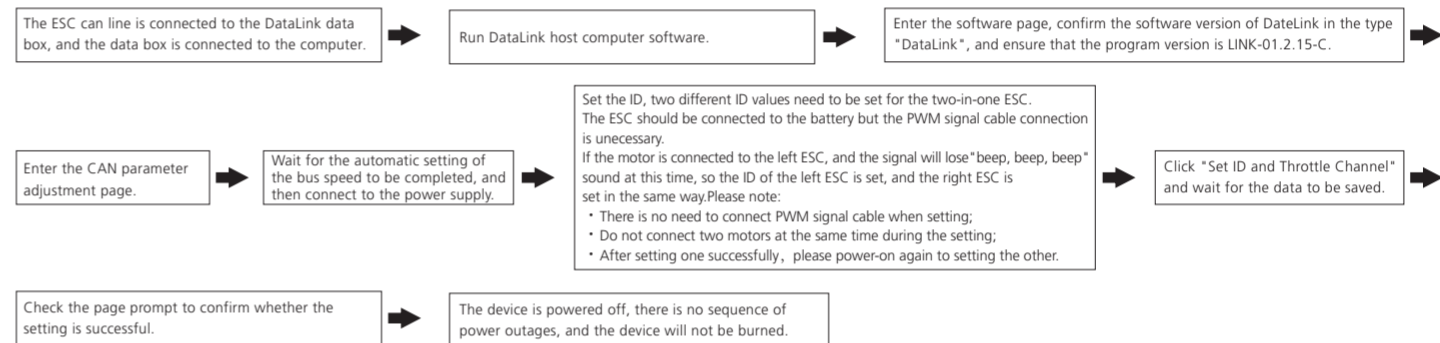 The ESC can line is connected to the DataLink data
box, and the data box is connected to the computer.
Run DataLink host computer software.
Enter the software page, confirm the software version of DateLink in the type
"DataLink", and ensure that the program version is LINK-01.2.15-C.
Enter the CAN parameter
adjustment page.
Wait for the automatic setting of
the bus speed to be completed, and
then connect to the power supply.
Set the ID, two different ID values need to be set for the two-in-one ESC.
The ESC should be connected to the battery but the PWM signal cable connection
is unecessary.
If the motor is connected to the left ESC, and the signal will lose"beep, beep, beep"
sound at this time, so the ID of the left ESC is set, and the right ESC is
set in the same way.Please note:
• There is no need to connect PWM signal cable when setting;
• Do not connect two motors at the same time during the setting;
• After setting one successfully, please power-on again to setting the other.
Click "Set ID and Throttle Channel"
and wait for the data to be saved.
Check the page prompt to confirm whether the
setting is successful.
The device is powered off, there is no sequence of
power outages, and the device will not be burned.